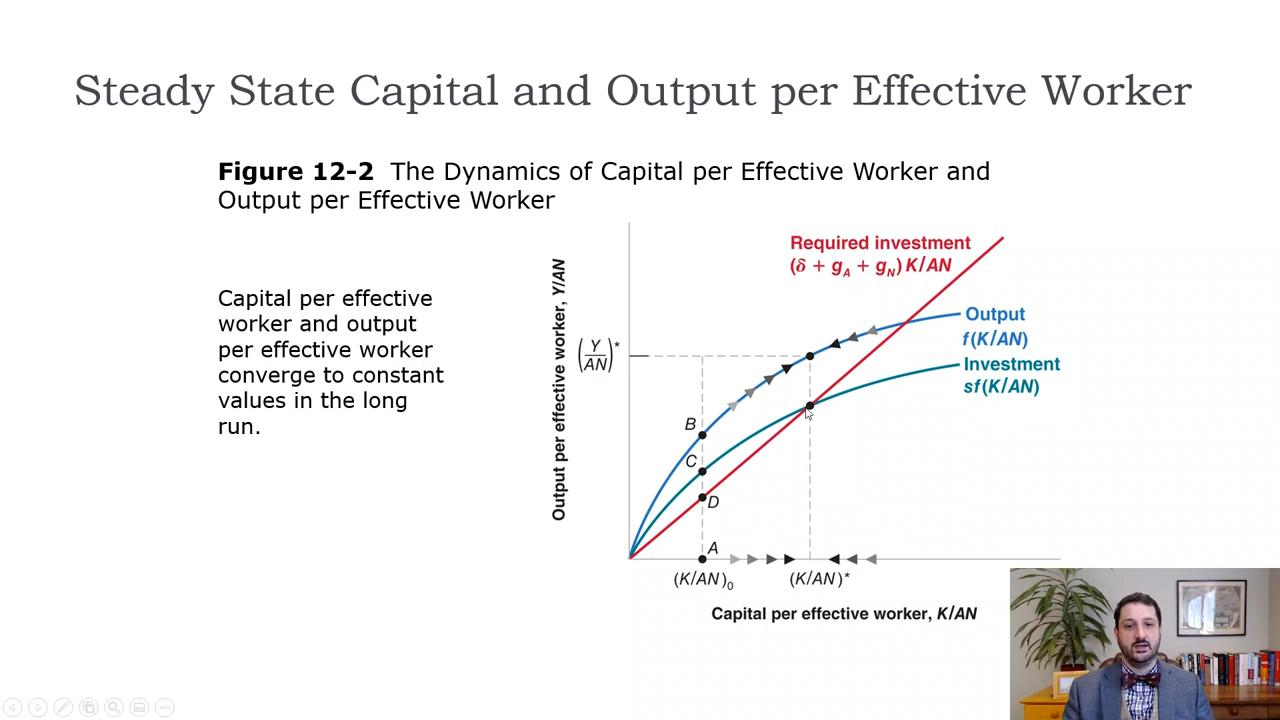 Steady State Capital and Output per Effective Worker
Figure 12-2 The Dynamics of Capital per Effective Worker and
Output per Effective Worker
Capital per effective
worker and output
per effective worker
converge to constant
values in the long
run.
Output per effective worker, Y/AN
(Y/AN)*
Required investment
(δ + g_A + g_N) K/AN
Output
f(K/AN)
Investment
sf(K/AN)
B
C
D
A
(K/AN)₀
(K/AN)*
Capital per effective worker, K/AN